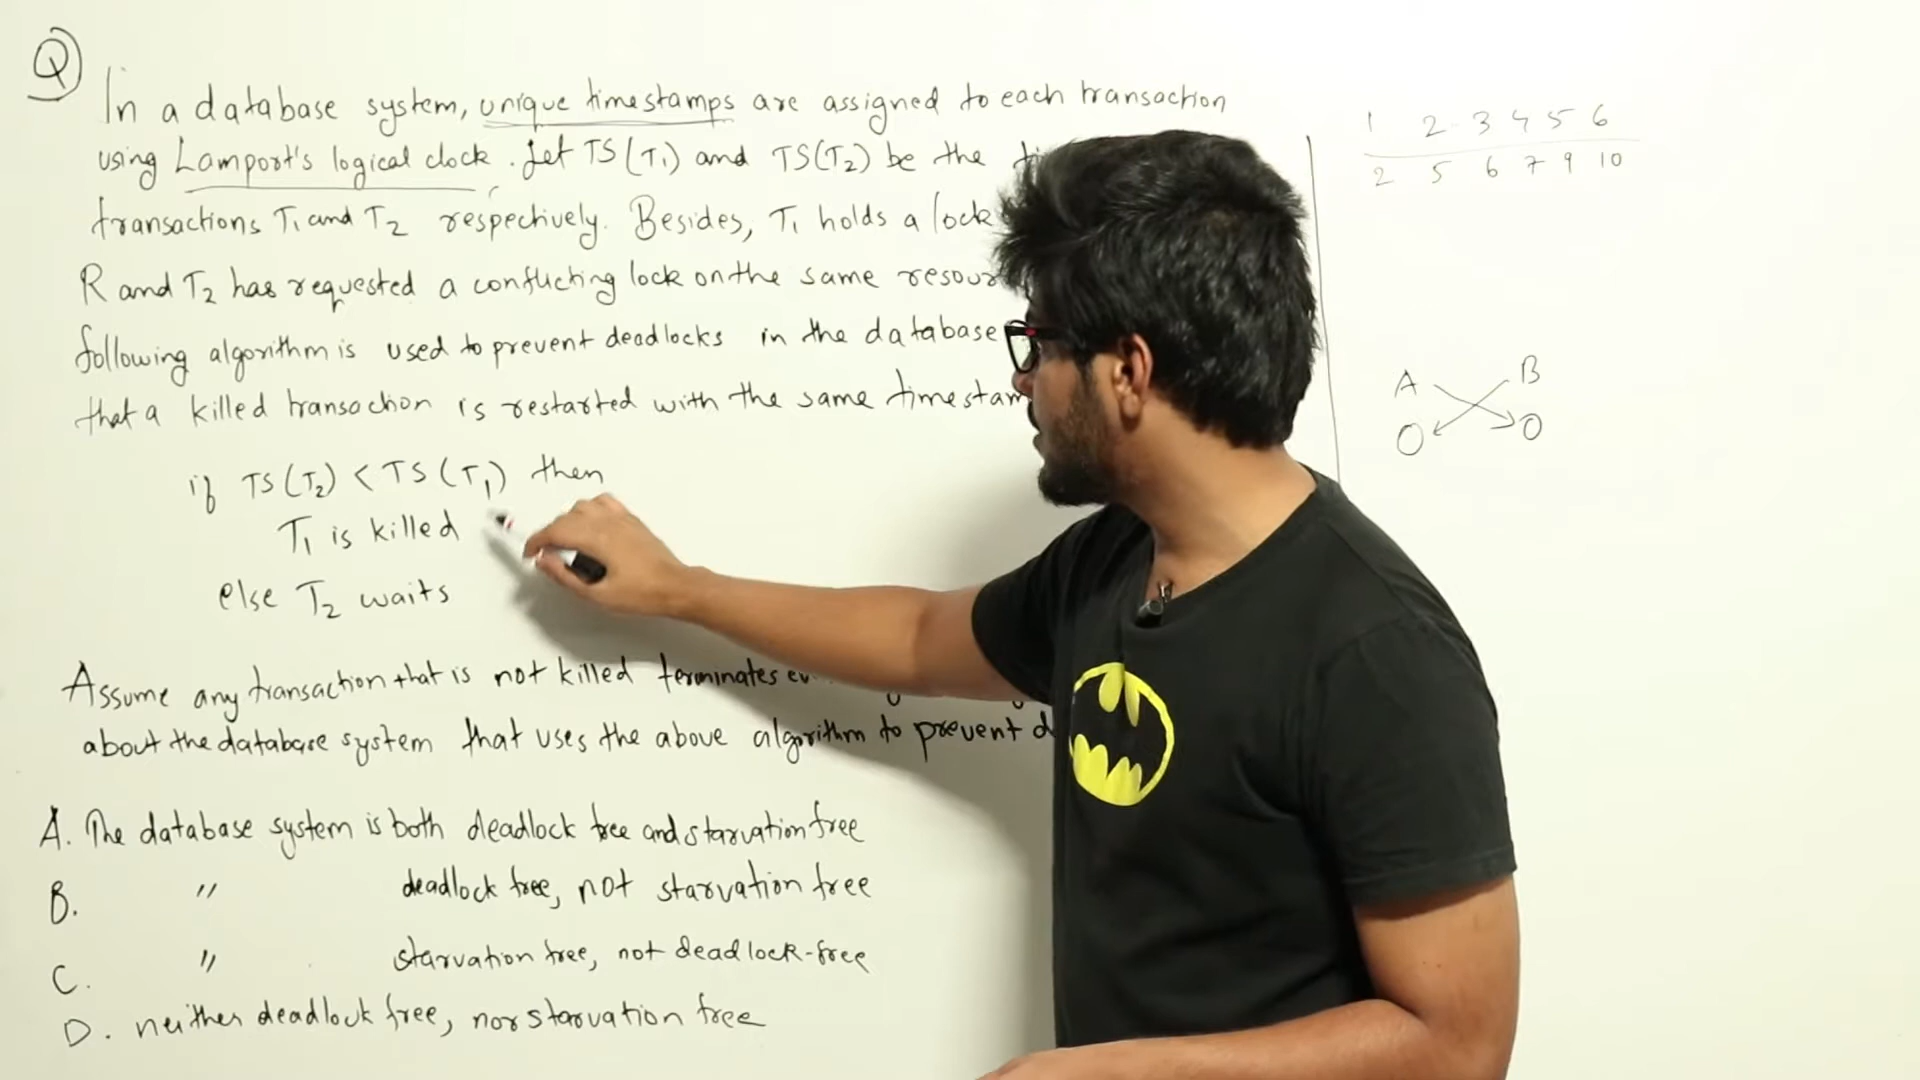 Q
In a database system, unique timestamps are assigned to each transaction
using Lamport's logical clock. Let TS(T1) and TS(T2) be the
transactions T1 and T2 respectively. Besides, T1 holds a lock
R and T2 has requested a conflicting lock on the same
following algorithm is used to prevent deadlocks in the database
that a killed transaction is restarted with the same
if TS(T2) < TS(T1) then
T1 is killed
else T2 waits
Assume any transaction that is not killed terminates
about the database system that uses the above algorithm to prevent
A. The database system is both deadlock free and starvation free
B. " deadlock free, not starvation free
C. " starvation free, not deadlock-free
D. neither deadlock free, nor starvation free
1 2 3 4 5 6
2 5 6 7 9 10
A B
O O